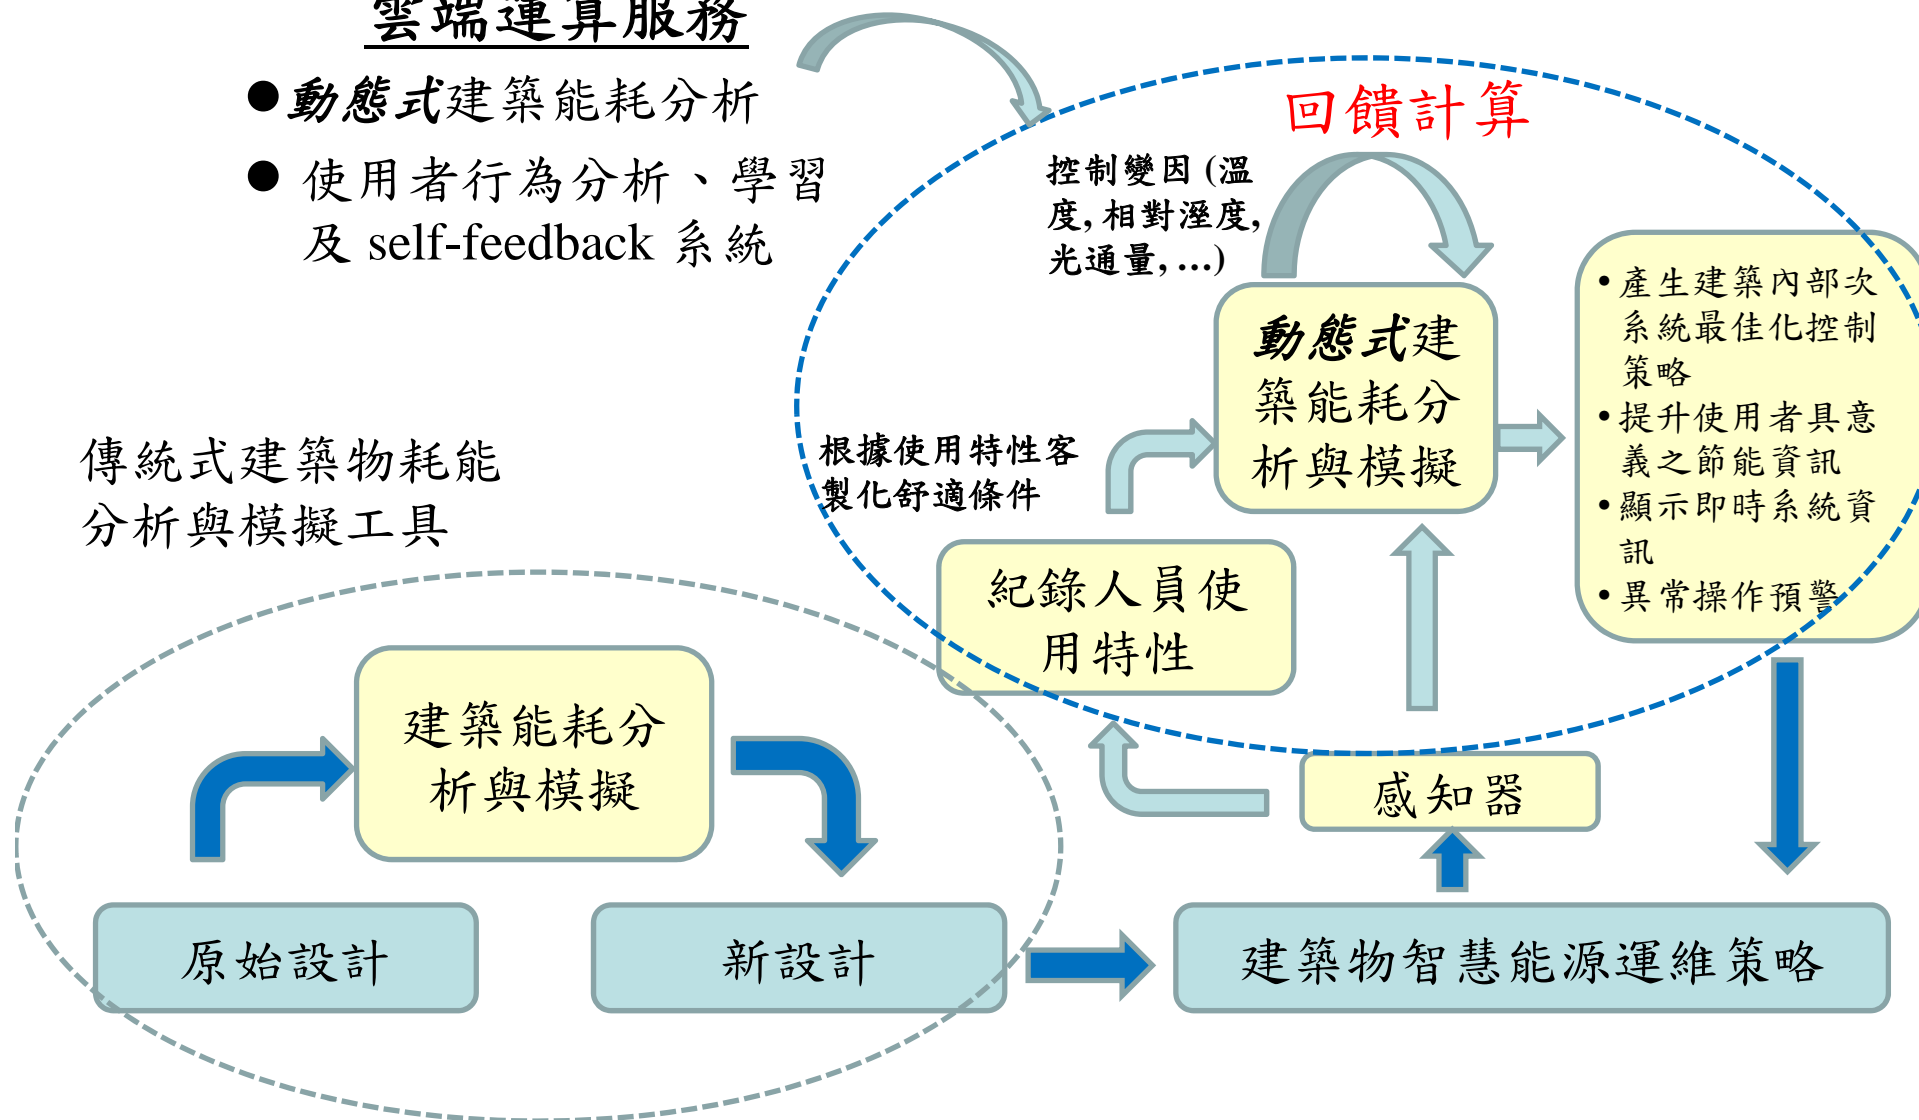 雲端運算服務
●動態式建築能耗分析
● 使用者行為分析、學習
及 self-feedback 系統
回饋計算
控制變因 (溫
度, 相對溼度,
光通量, …)
動態式建
築能耗分
析與模擬
• 產生建築內部次
系統最佳化控制
策略
• 提升使用者具意
義之節能資訊
• 顯示即時系統資
訊
• 異常操作預警
根據使用特性客
製化舒適條件
傳統式建築物耗能
分析與模擬工具
紀錄人員使
用特性
建築能耗分
析與模擬
感知器
原始設計
新設計
建築物智慧能源運維策略